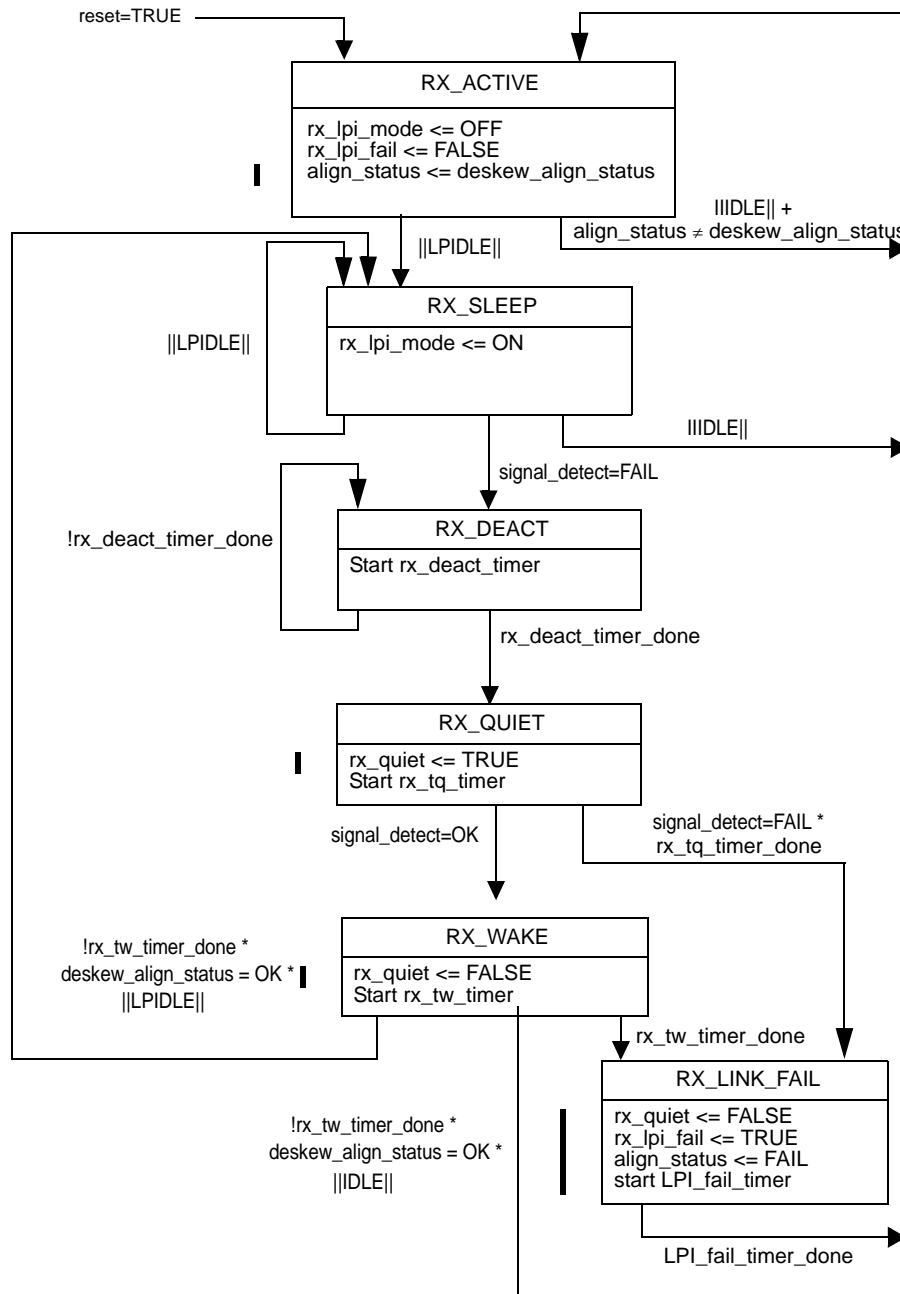 reset=TRUE
RX_ACTIVE
rx_lpi_mode <= OFF
rx_lpi_fail <= FALSE
align_status <= deskew_align_status
IIIDLE|| +
align_status ≠ deskew_align_status
||LPIDLE||
RX_SLEEP
rx_lpi_mode <= ON
||LPIDLE||
IIIDLE||
signal_detect=FAIL
RX_DEACT
Start rx_deact_timer
!rx_deact_timer_done
rx_deact_timer_done
RX_QUIET
rx_quiet <= TRUE
Start rx_tq_timer
signal_detect=OK
signal_detect=FAIL *
rx_tq_timer_done
RX_WAKE
rx_quiet <= FALSE
Start rx_tw_timer
!rx_tw_timer_done *
deskew_align_status = OK *
||LPIDLE||
rx_tw_timer_done
RX_LINK_FAIL
rx_quiet <= FALSE
rx_lpi_fail <= TRUE
align_status <= FAIL
start LPI_fail_timer
!rx_tw_timer_done *
deskew_align_status = OK *
||IDLE||
LPI_fail_timer_done